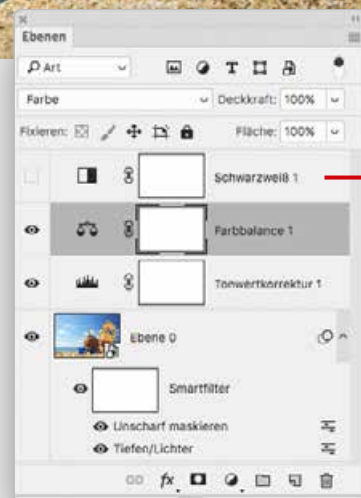 Ebenen
Art
Farbe Deckkraft: 100%
Fixieren: Fläche: 100%
Schwarzweiß 1
Farbbalance 1
Tonwertkorrektur 1
Ebene 0
Smartfilter
Unscharf maskieren
Tiefen/Lichter
fx